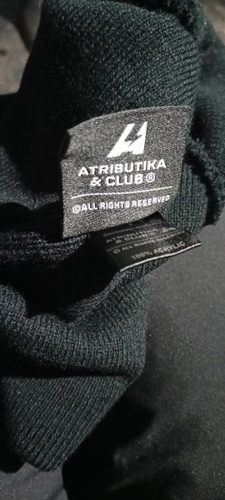 ATRIBUTIKA
& CLUB®
©ALL RIGHTS RESERVED
100% ACRYLIC